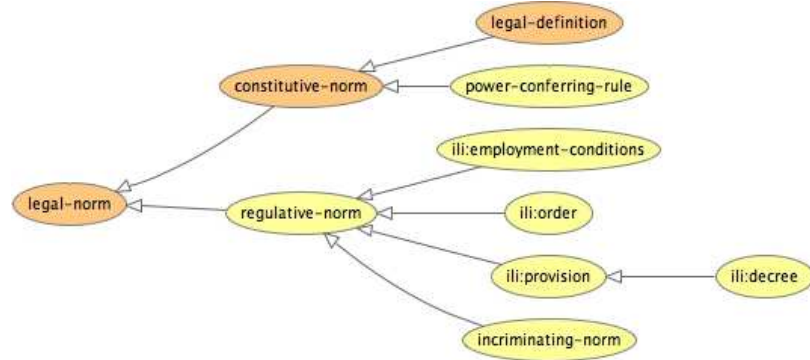 legal-definition
constitutive-norm
power-conferring-rule
ili:employment-conditions
legal-norm
regulative-norm
ili:order
ili:provision
ili:decree
incriminating-norm